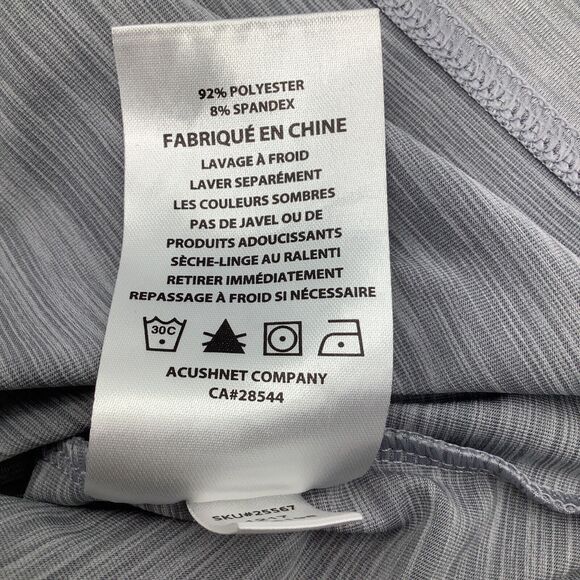 92% POLYESTER
8% SPANDEX
FABRIQUÉ EN CHINE
LAVAGE À FROID
LAVER SEPARÉMENT
LES COULEURS SOMBRES
PAS DE JAVEL OU DE
PRODUITS ADOUCISSANTS
SÈCHE-LINGE AU RALENTI
RETIRER IMMÉDIATEMENT
REPASSAGE À FROID SI NÉCESSAIRE
30C
ACUSHNET COMPANY
CA#28544
SKU#25567